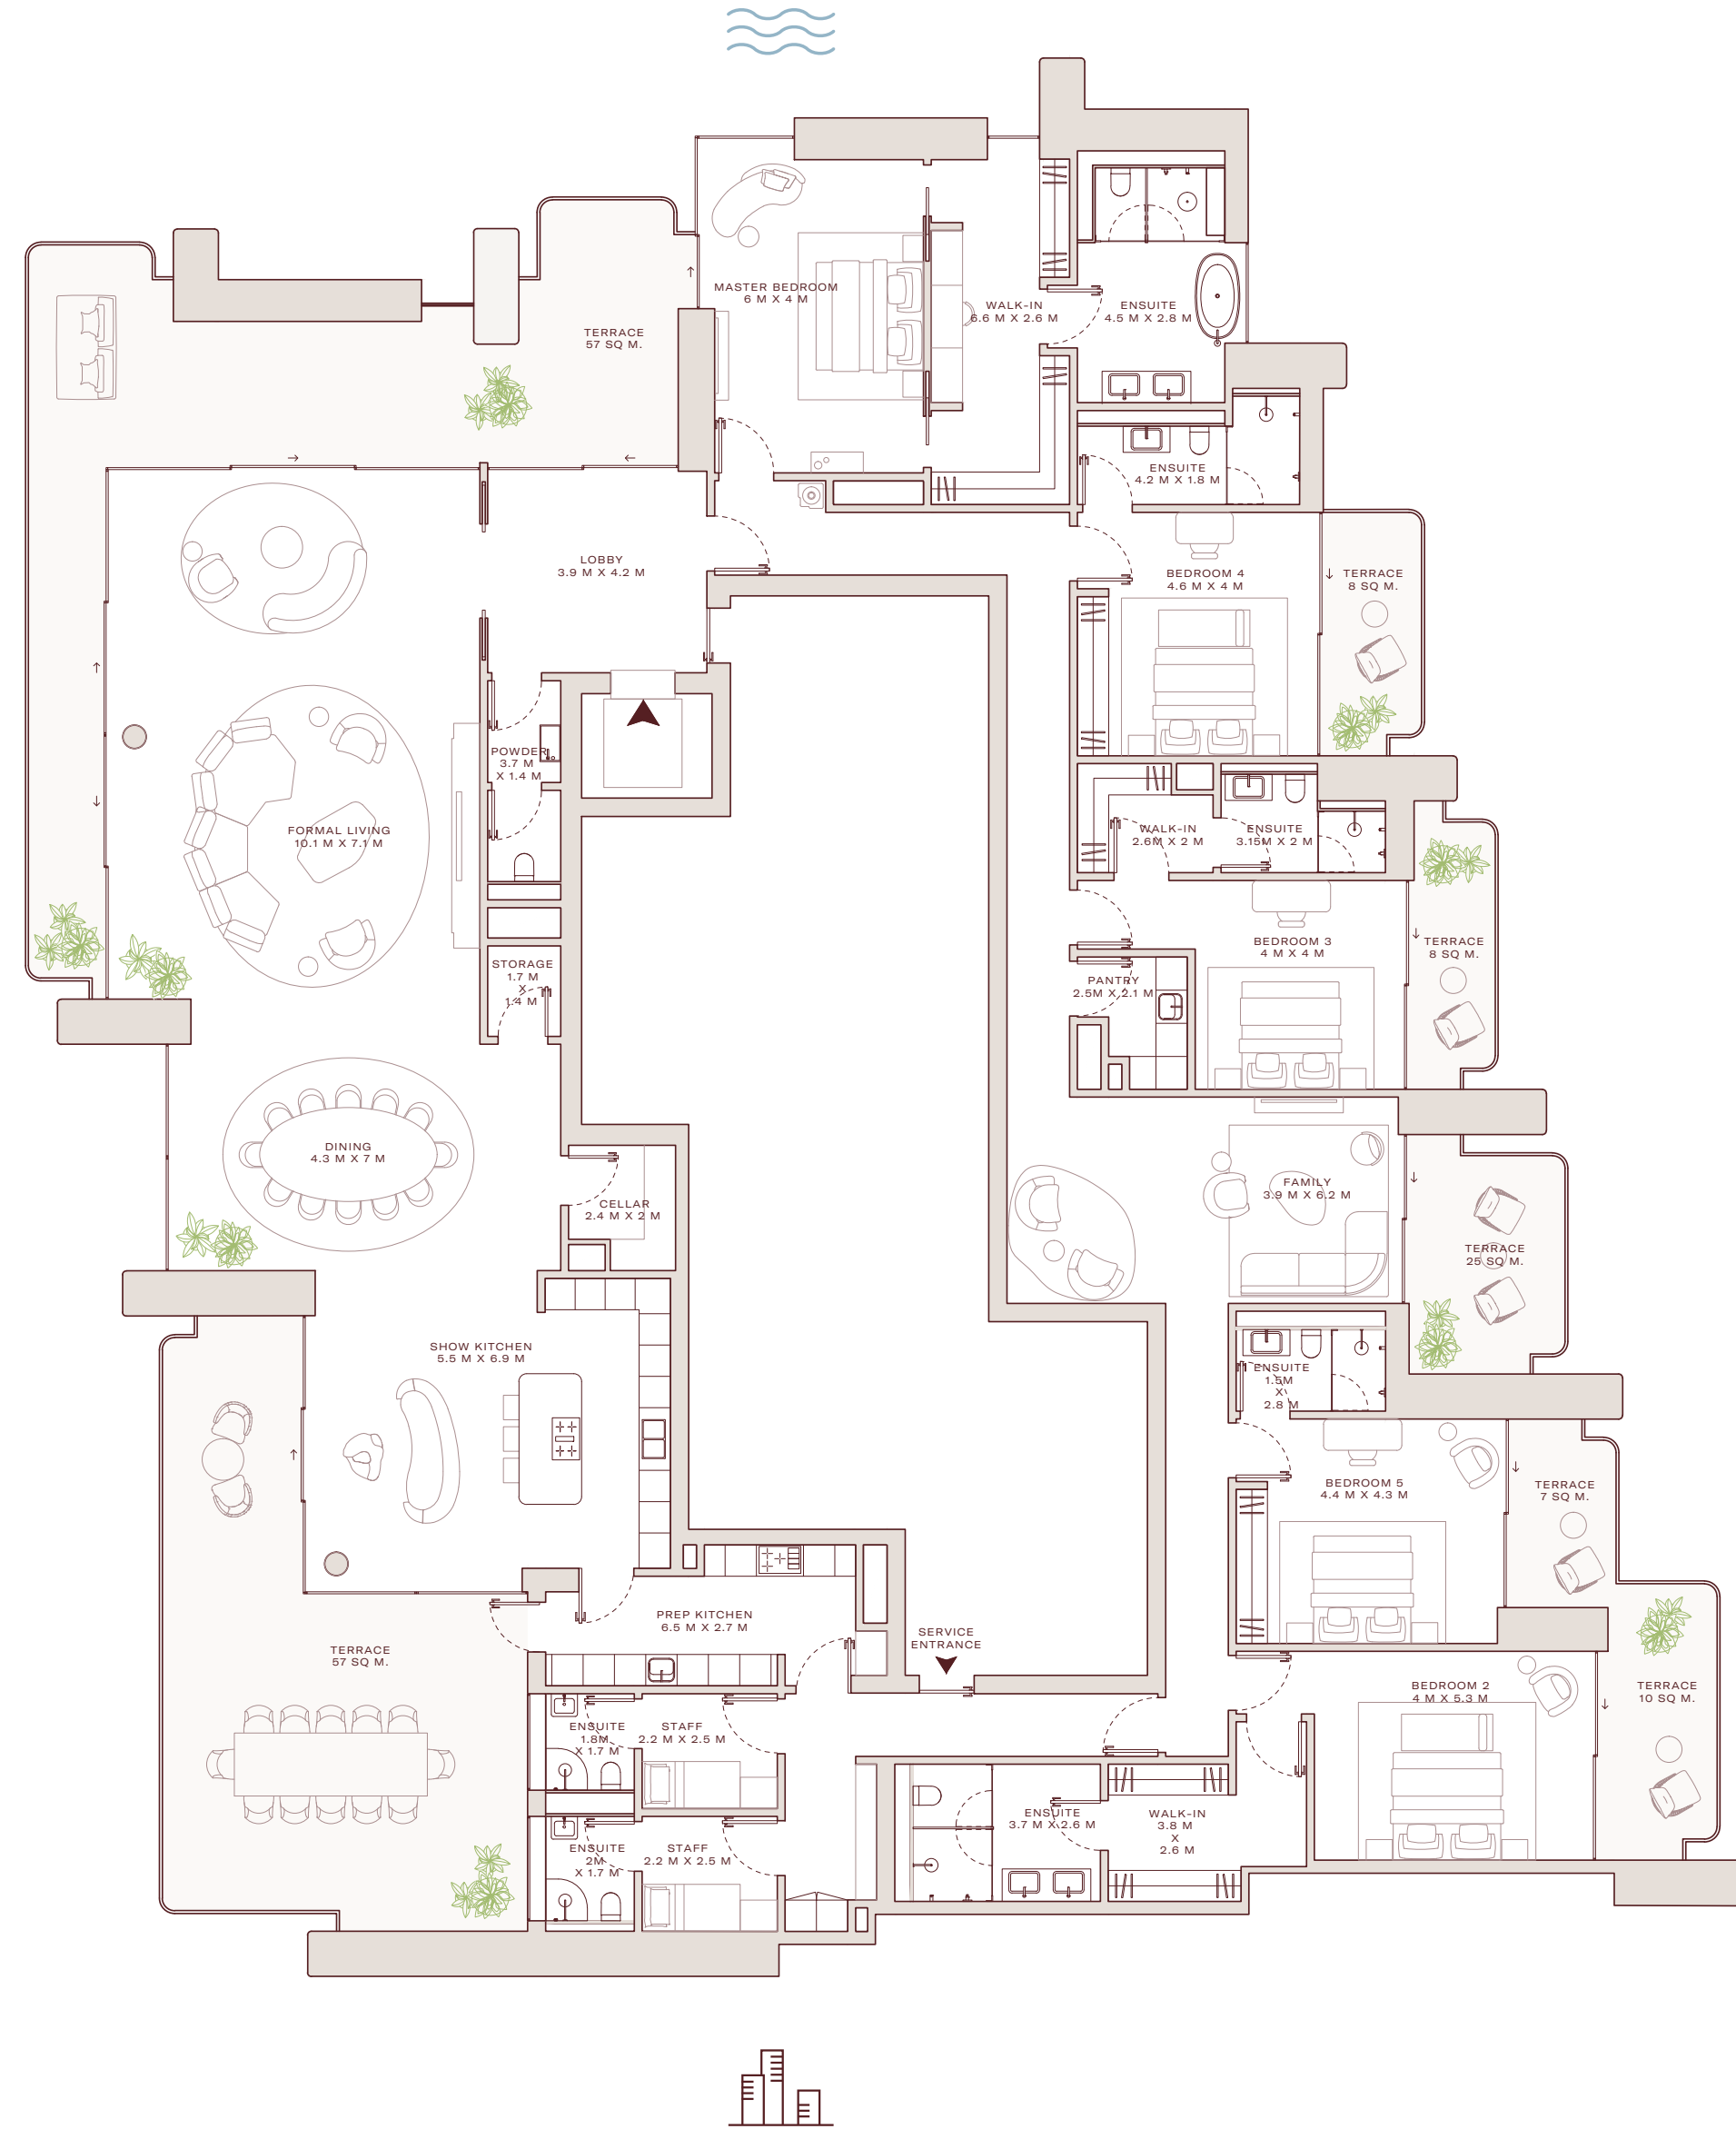 MASTER BEDROOM
6 M X 4 M
WALK-IN
6.6 M X 2.6 M
ENSUITE
4.5 M X 2.8 M
TERRACE
57 SQ M.
ENSUITE
4.2 M X 1.8 M
LOBBY
3.9 M X 4.2 M
BEDROOM 4
4.6 M X 4 M
TERRACE
8 SQ M.
POWDER
3.7 M
X 1.4 M
FORMAL LIVING
10.1 M X 7.1 M
WALK-IN
2.6M X 2 M
ENSUITE
3.15M X 2 M
BEDROOM 3
4 M X 4 M
TERRACE
8 SQ M.
STORAGE
1.7 M
X
1.4 M
PANTRY
2.5M X 2.1 M
DINING
4.3 M X 7 M
CELLAR
2.4 M X 2 M
FAMILY
3.9 M X 6.2 M
TERRACE
25 SQ M.
SHOW KITCHEN
5.5 M X 6.9 M
ENSUITE
1.5M
X
2.8 M
BEDROOM 5
4.4 M X 4.3 M
TERRACE
7 SQ M.
PREP KITCHEN
6.5 M X 2.7 M
SERVICE
ENTRANCE
TERRACE
57 SQ M.
BEDROOM 2
4 M X 5.3 M
TERRACE
10 SQ M.
ENSUITE
1.8M
X 1.7 M
STAFF
2.2 M X 2.5 M
ENSUITE
3.7 M X 2.6 M
WALK-IN
3.8 M
X
2.6 M
ENSUITE
2M
X 1.7 M
STAFF
2.2 M X 2.5 M